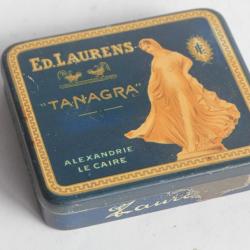 ED. LAURENS
"TANAGRA"
ALEXANDRIE
LE CAIRE